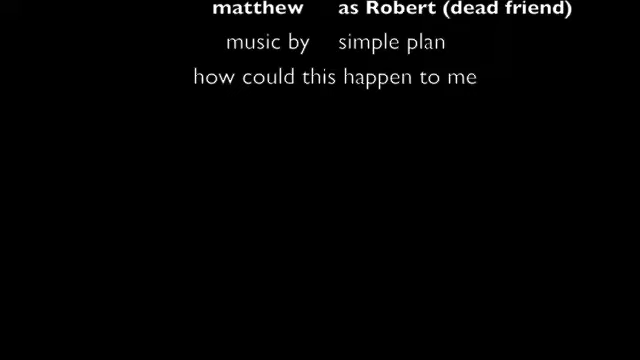 matthew as Robert (dead friend)
music by simple plan
how could this happen to me